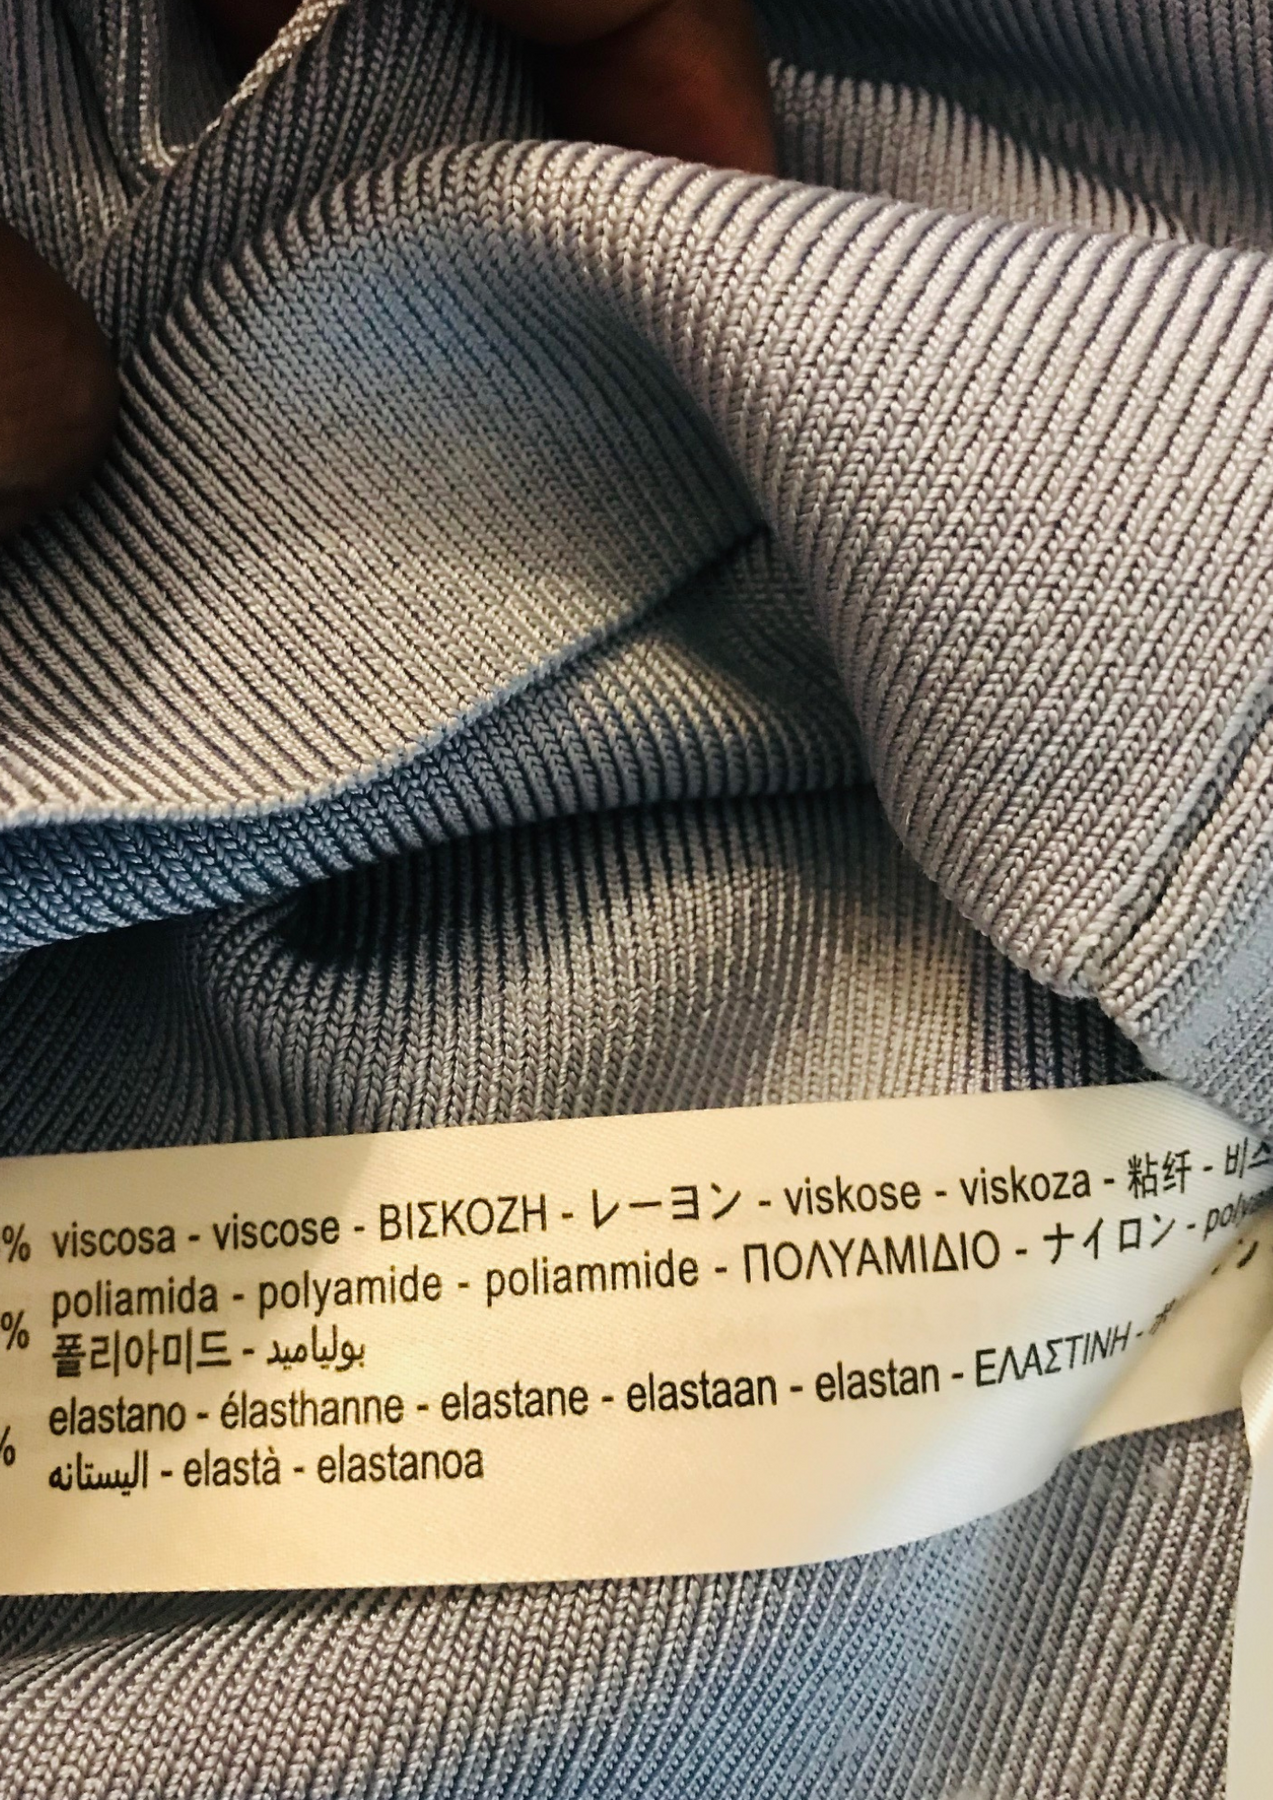 % viscosa - viscose - ΒΙΣΚΟΖΗ - レーヨン - viskose - viskoza - 粘纤 -
% poliamida - polyamide - poliammide - ΠΟΛΥΑΜΙΔΙΟ - ナイロン -
폴리아미드 - بولياميد
% elastano - élasthanne - elastane - elastaan - elastan - ΕΛΑΣΤΙΝΗ -
اليستانه - elastà - elastanoa